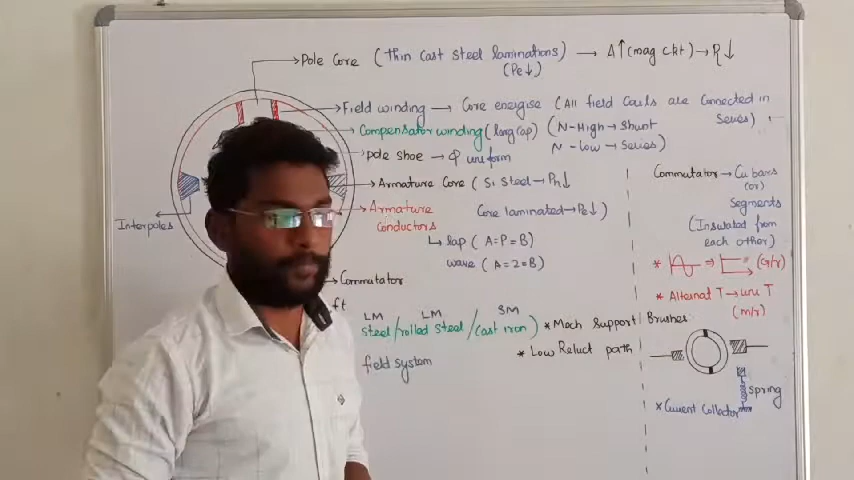 Pole Core (Thin Cast steel laminations) → A↑ (mag ckt) → R↓
(Pe↓)
Field winding → Core energise (All field Coils are Connected in
Series)
Compensator winding (large cap) (N-High → Shunt
N-Low → Series)
pole shoe → Φ uniform
Armature Core (Si Steel → Ph↓
Core laminated → Pe↓)
Armature
Conductors
↳ lap (A=P=B)
wave (A=2=B)
Interpoles
Commutator
ft
LM LM SM
steel/rolled steel/cast iron) * Mech Support
* Low Reluct path
field system
Commutator → Cu bars
(or)
Segments
(Insulated from
each other)
* ⇒ (G/r)
* Alternat T → uni T
(m/r)
Brushes
spring
* Current Collector